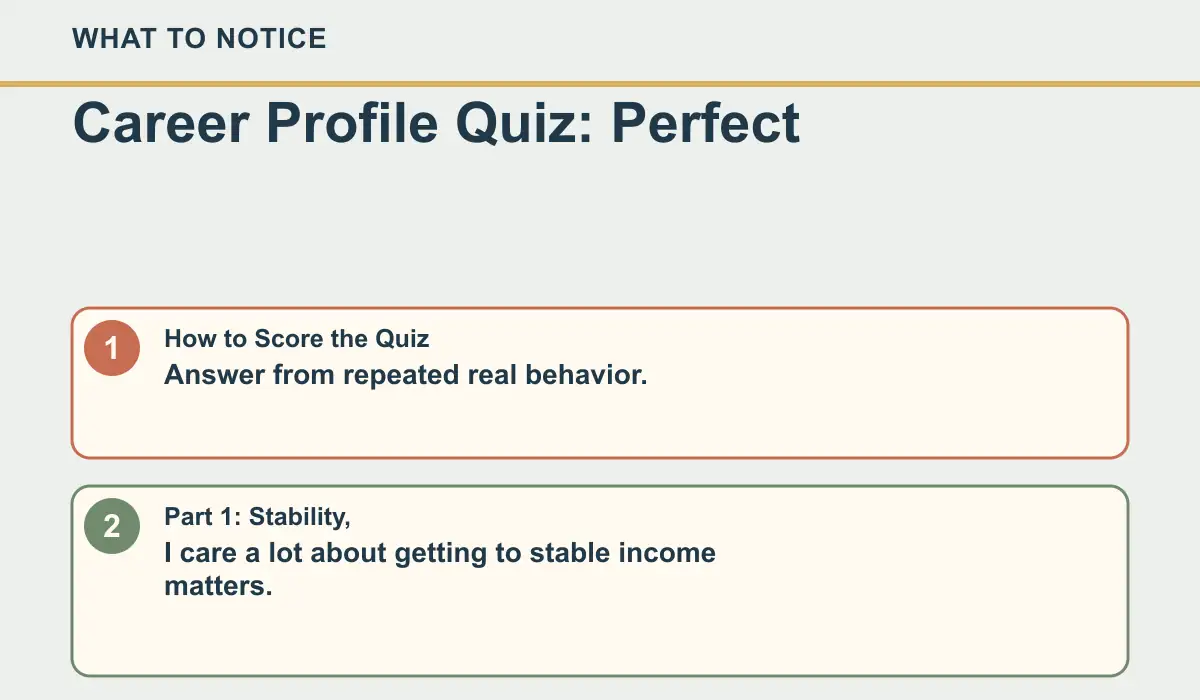 WHAT TO NOTICE
Career Profile Quiz: Perfect
1
How to Score the Quiz
Answer from repeated real behavior.
2
Part 1: Stability,
I care a lot about getting to stable income
matters.